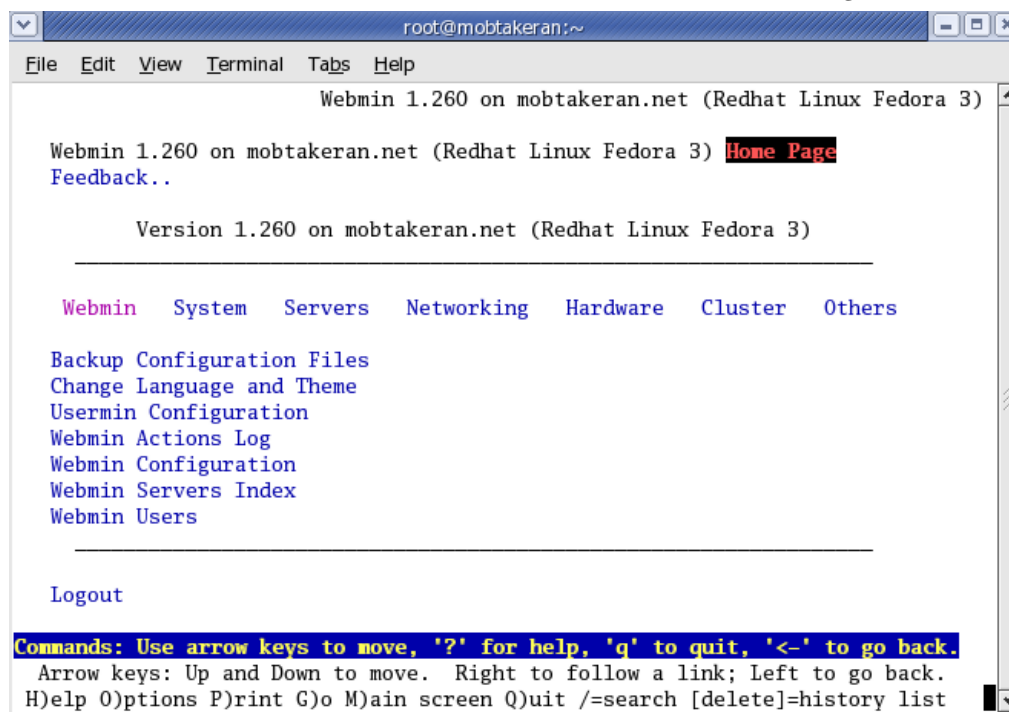 root@mobtakeran:~
File Edit View Terminal Tabs Help
Webmin 1.260 on mobtakeran.net (Redhat Linux Fedora 3)
Webmin 1.260 on mobtakeran.net (Redhat Linux Fedora 3) Home Page
Feedback..
Version 1.260 on mobtakeran.net (Redhat Linux Fedora 3)
Webmin System Servers Networking Hardware Cluster Others
Backup Configuration Files
Change Language and Theme
Usermin Configuration
Webmin Actions Log
Webmin Configuration
Webmin Servers Index
Webmin Users
Logout
Commands: Use arrow keys to move, '?' for help, 'q' to quit, '<-' to go back.
Arrow keys: Up and Down to move. Right to follow a link; Left to go back.
H)elp O)ptions P)rint G)o M)ain screen Q)uit /=search [delete]=history list